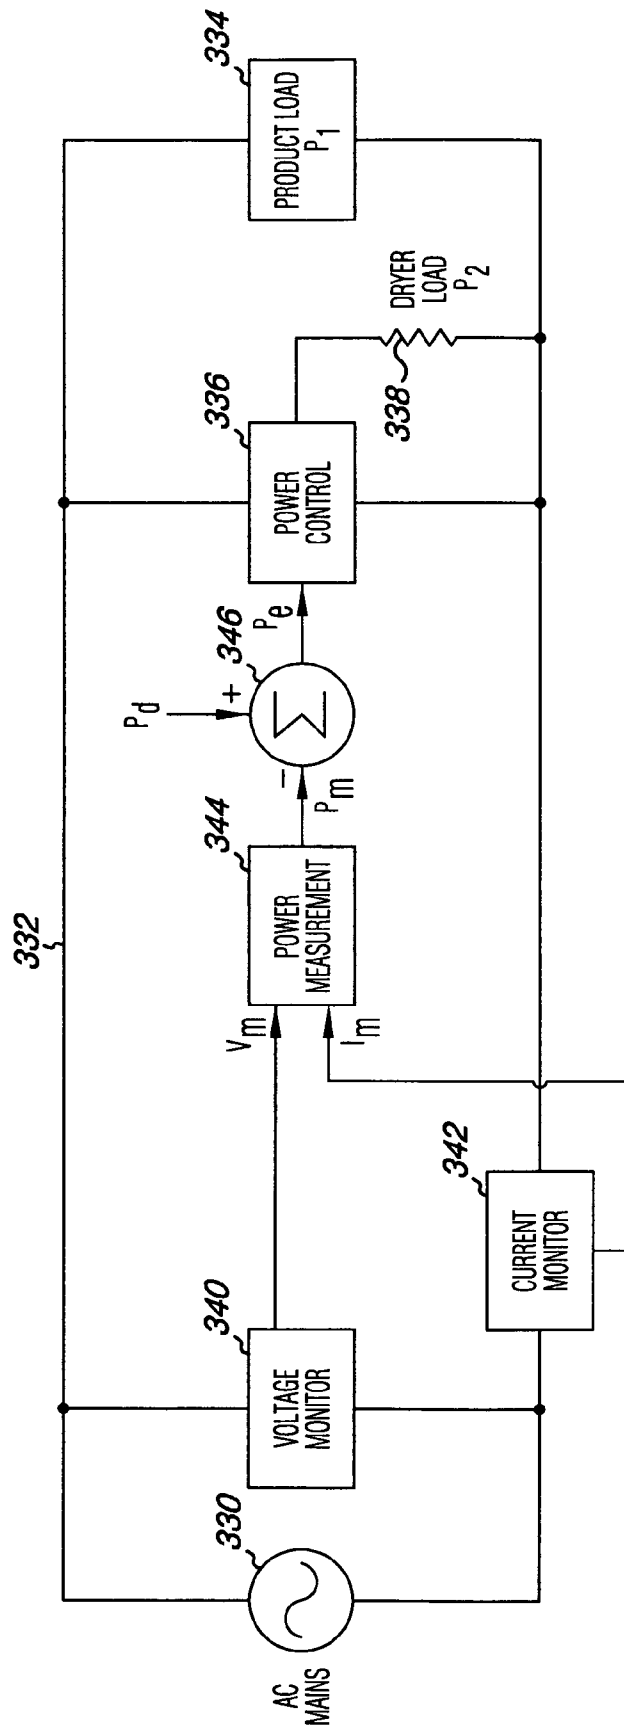 332
330
AC
MAINS
340
VOLTAGE
MONITOR
342
CURRENT
MONITOR
Vm
Im
344
POWER
MEASUREMENT
Pm
−
Pd
+
346
Σ
Pe
336
POWER
CONTROL
338
DRYER
LOAD
P2
334
PRODUCT LOAD
P1